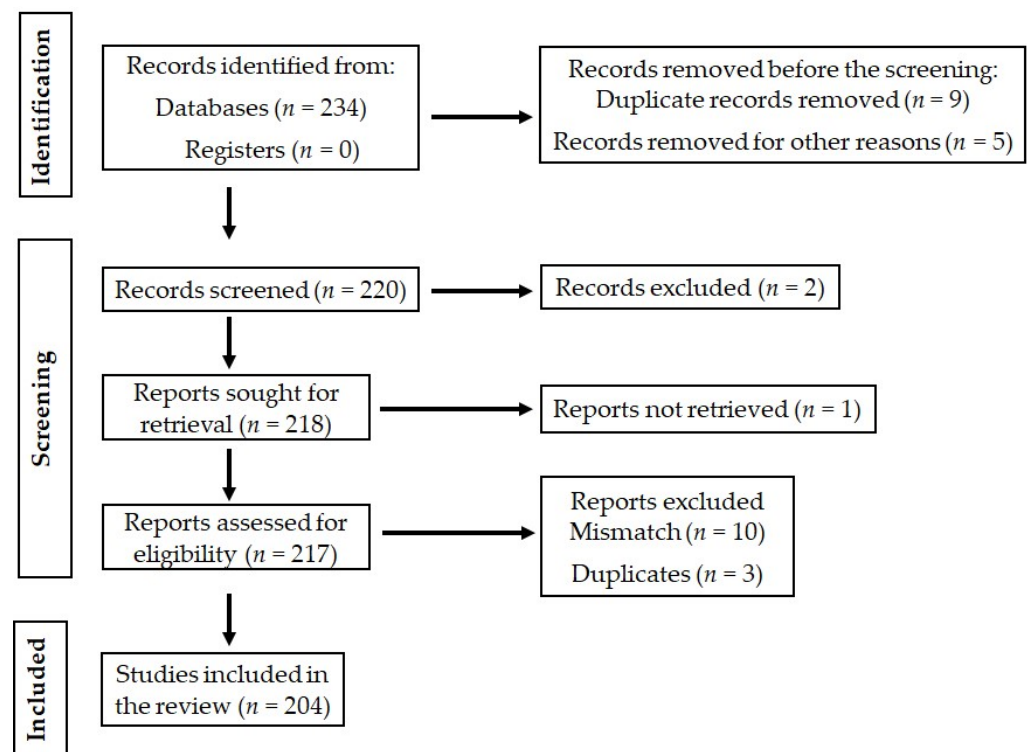 Identification
Records identified from:
Databases (n = 234)
Registers (n = 0)
Records removed before the screening:
Duplicate records removed (n = 9)
Records removed for other reasons (n = 5)
Screening
Records screened (n = 220)
Records excluded (n = 2)
Reports sought for
retrieval (n = 218)
Reports not retrieved (n = 1)
Reports assessed for
eligibility (n = 217)
Reports excluded
Mismatch (n = 10)
Duplicates (n = 3)
Included
Studies included in
the review (n = 204)